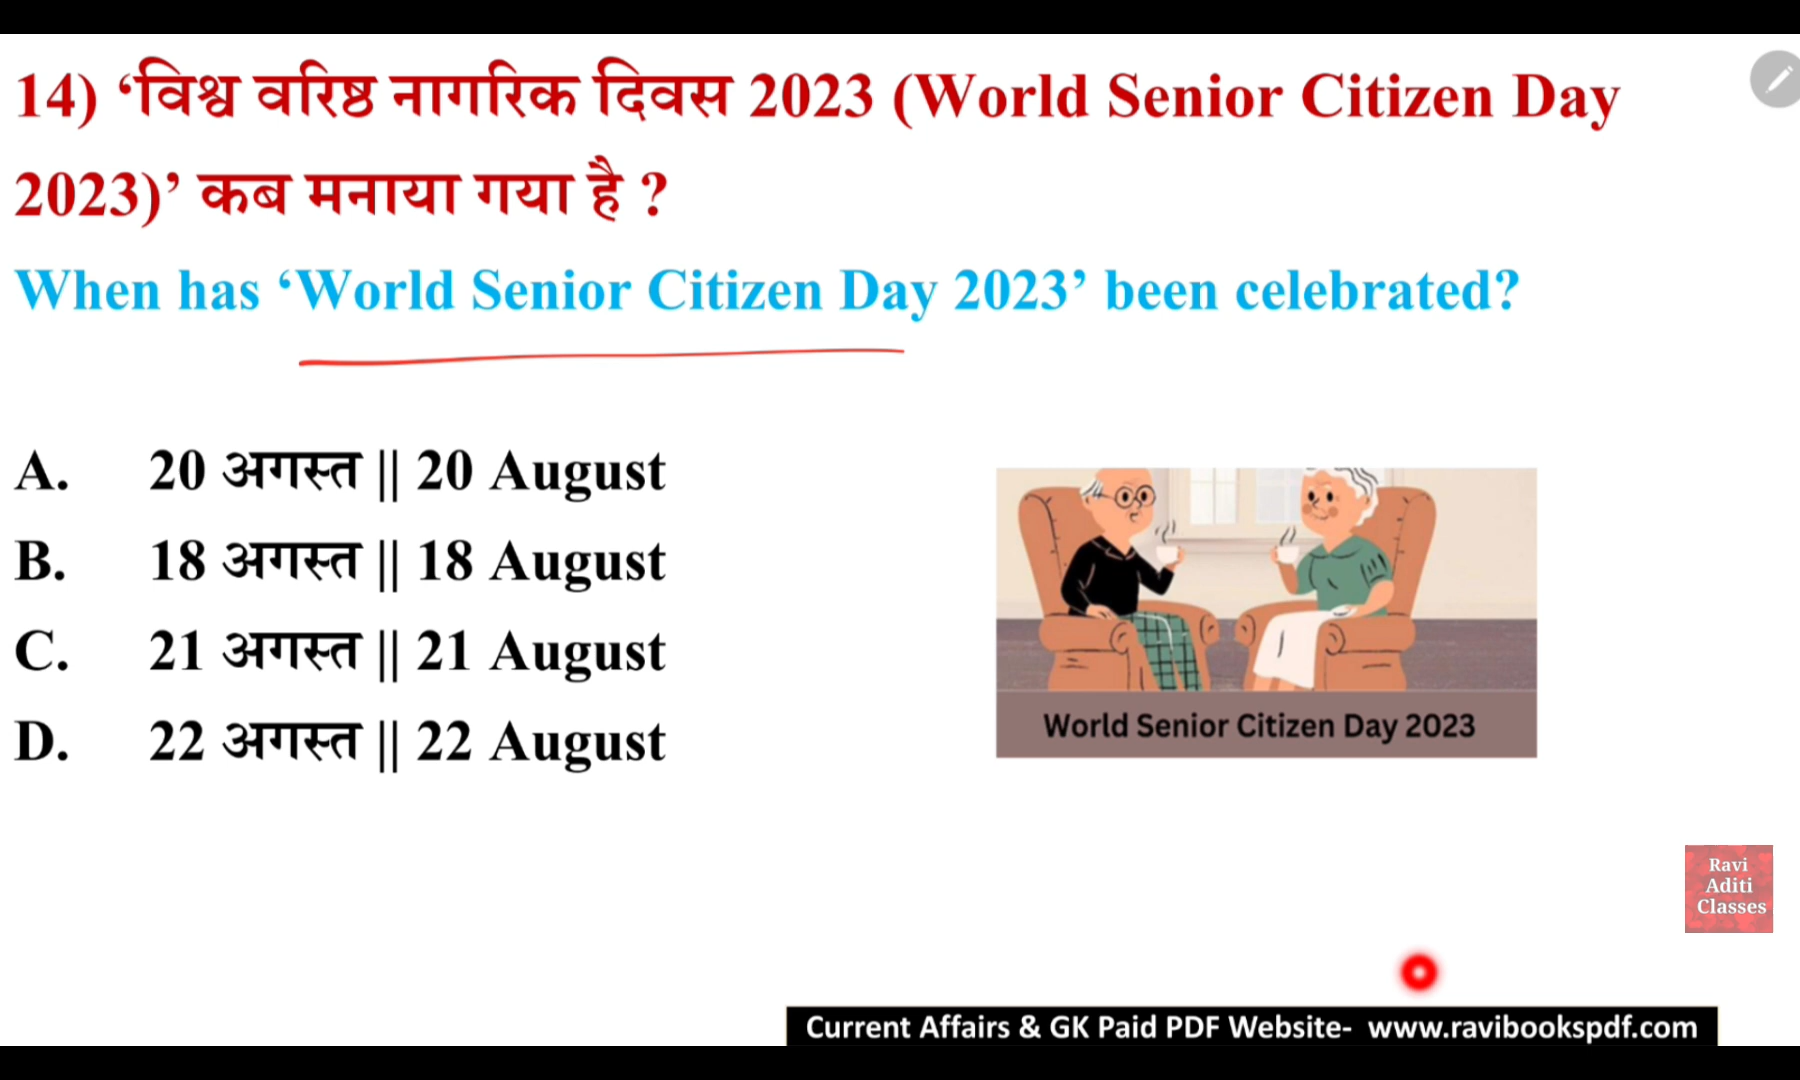 14) ‘विश्व वरिष्ठ नागरिक दिवस 2023 (World Senior Citizen Day
2023)’ कब मनाया गया है ?
When has ‘World Senior Citizen Day 2023’ been celebrated?
A. 20 अगस्त || 20 August
B. 18 अगस्त || 18 August
C. 21 अगस्त || 21 August
D. 22 अगस्त || 22 August
World Senior Citizen Day 2023
Ravi
Aditi
Classes
Current Affairs & GK Paid PDF Website- www.ravibookspdf.com